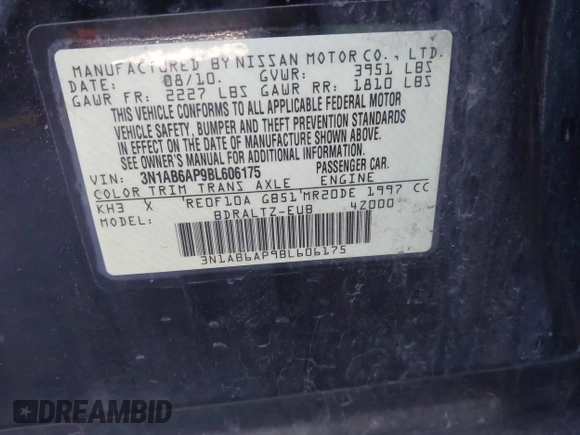 MANUFACTURED BY NISSAN MOTOR CO., LTD.
DATE: 08/10. GVWR: 3951 LBS
GAWR FR: 2227 LBS GAWR RR: 1810 LBS
THIS VEHICLE CONFORMS TO ALL APPLICABLE FEDERAL MOTOR
VEHICLE SAFETY, BUMPER AND THEFT PREVENTION STANDARDS
IN EFFECT ON THE DATE OF MANUFACTURE SHOWN ABOVE.
SEE OWNER'S MANUAL FOR ADDITIONAL INFORMATION.
VIN: 3N1AB6AP9BL606175 PASSENGER CAR.
COLOR TRIM TRANS AXLE ENGINE
KH3 X RE0F10A GB51 MR20DE 1997 CC
MODEL: BDRALTZ-EUB 4Z000
3N1AB6AP9BL606175
DREAMBID